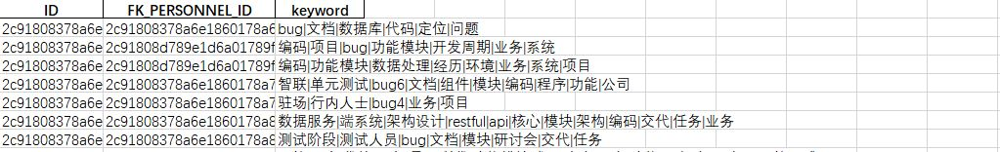 ID FK_PERSONNEL_ID keyword
2c91808378a6e 2c91808378a6e1860178a6 bug|文档|数据库|代码|定位|问题
2c91808378a6e 2c91808d789e1d6a01789f 编码|项目|bug|功能模块|开发周期|业务|系统
2c91808378a6e 2c91808d789e1d6a01789f 编码|功能模块|数据处理|经历|环境|业务|系统|项目
2c91808378a6e 2c91808378a6e1860178a7 智联|单元测试|bug6|文档|组件|模块|编码|程序|功能|公司
2c91808378a6e 2c91808378a6e1860178a7 驻场|行内人士|bug4|业务|项目
2c91808378a6e 2c91808378a6e1860178a8 数据服务|端系统|架构设计|restful|api|核心|模块|架构|编码|交代|任务|业务
2c91808378a6e 2c91808378a6e1860178a8 测试阶段|测试人员|bug|文档|模块|研讨会|交代|任务